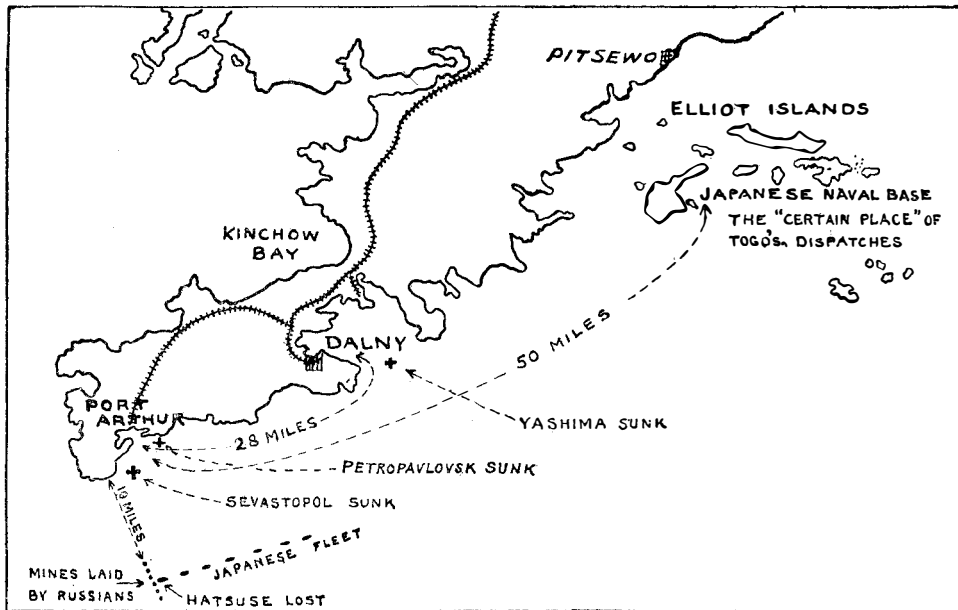 PITSEWO
ELLIOT ISLANDS
JAPANESE NAVAL BASE
THE "CERTAIN PLACE" OF
TOGO'S. DISPATCHES
KINCHOW
BAY
DALNY
50 MILES
PORT
ARTHUR
28 MILES
YASHIMA SUNK
PETROPAVLOVSK SUNK
SEVASTOPOL SUNK
10 MILES
JAPANESE FLEET
MINES LAID
BY RUSSIANS
HATSUSE LOST